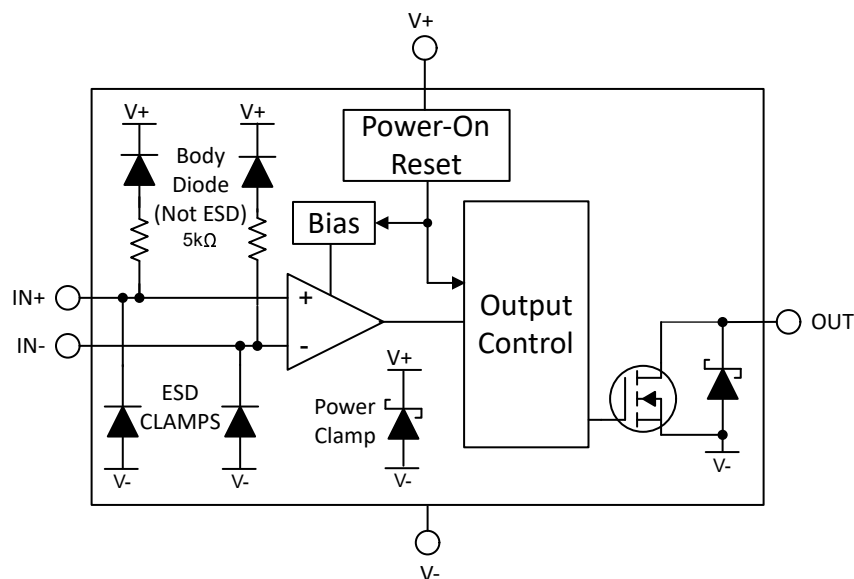 V+
V+
V+
Power-On
Reset
Body
Diode
(Not ESD)
5kΩ
Bias
IN+
+
IN-
-
Output
Control
OUT
V+
ESD
CLAMPS
Power
Clamp
V-
V-
V-
V-
V-